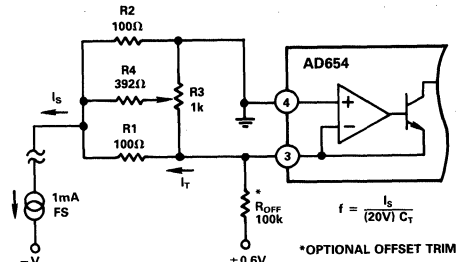 R2
100Ω
AD654
R4
392Ω
R3
1k
IS
4
+
−
R1
100Ω
3
IT
*
ROFF
100k
f = IS
(20V) CT
1mA
FS
−V
+0.6V
*OPTIONAL OFFSET TRIM